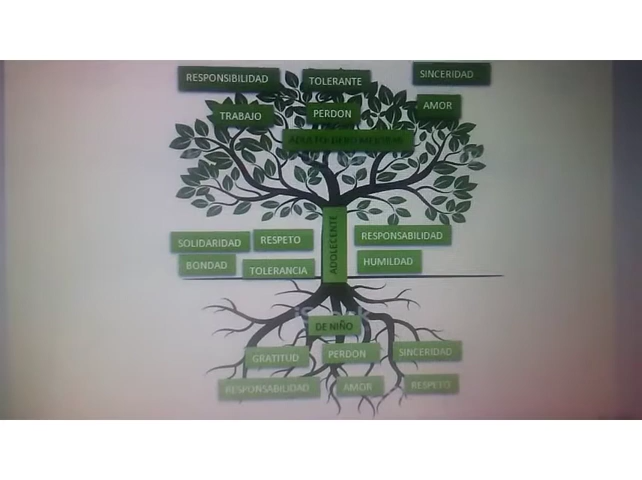 RESPONSIBILIDAD
TOLERANTE
SINCERIDAD
TRABAJO
PERDON
AMOR
SOLIDARIDAD
RESPETO
RESPONSABILIDAD
BONDAD
TOLERANCIA
HUMILDAD
ADOLECENTE
DE NIÑO
GRATITUD
PERDON
SINCERIDAD
RESPONSABILIDAD
AMOR
RESPETO